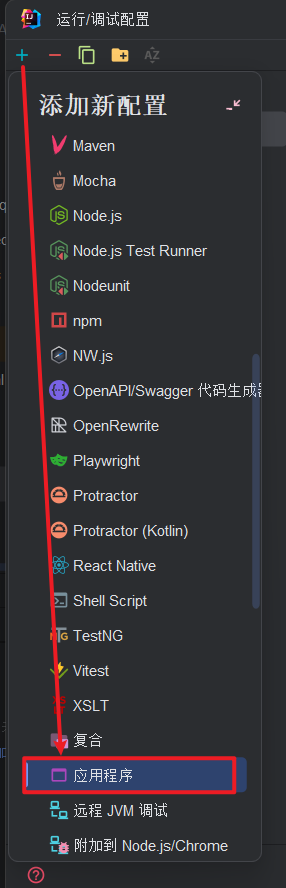 运行/调试配置
添加新配置
Maven
Mocha
Node.js
Node.js Test Runner
Nodeunit
npm
NW.js
OpenAPI/Swagger 代码生成器
OpenRewrite
Playwright
Protractor
Protractor (Kotlin)
React Native
Shell Script
TestNG
Vitest
XSLT
复合
应用程序
远程 JVM 调试
附加到 Node.js/Chrome